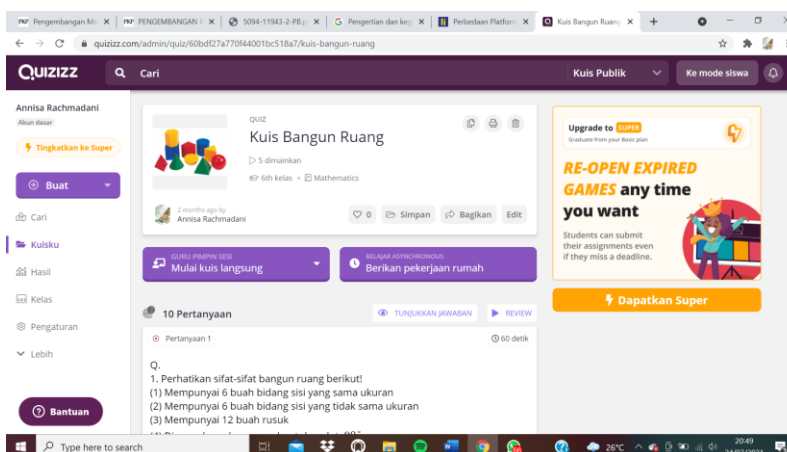 Pengembangan Me
PENGEMBANGAN
5094-11943-2-PB.p
Pengertian dan keg
Perbedaan Platform
Kuis Bangun Ruang
quizizz.com/admin/quiz/60bdf27a770f44001bc518a7/kuis-bangun-ruang
QUIZIZZ
Cari
Kuis Publik
Ke mode siswa
Annisa Rachmadani
Akun dasar
Tingkatkan ke Super
Buat
Cari
Kuisku
Hasil
Kelas
Pengaturan
Lebih
Bantuan
QUIZ
Kuis Bangun Ruang
5 dimainkan
6th kelas • Mathematics
2 months ago by
Annisa Rachmadani
0
Simpan
Bagikan
Edit
GURU PIMPIN SESI
Mulai kuis langsung
BELAJAR ASYNCHRONOUS
Berikan pekerjaan rumah
10 Pertanyaan
TUNJUKKAN JAWABAN
REVIEW
Pertanyaan 1
60 detik
Q.
1. Perhatikan sifat-sifat bangun ruang berikut!
(1) Mempunyai 6 buah bidang sisi yang sama ukuran
(2) Mempunyai 6 buah bidang sisi yang tidak sama ukuran
(3) Mempunyai 12 buah rusuk
Upgrade to SUPER
Graduate from your Basic plan
RE-OPEN EXPIRED
GAMES any time
you want
Students can submit
their assignments even
if they miss a deadline.
Dapatkan Super
Type here to search
26°C
20:49
24/07/2021